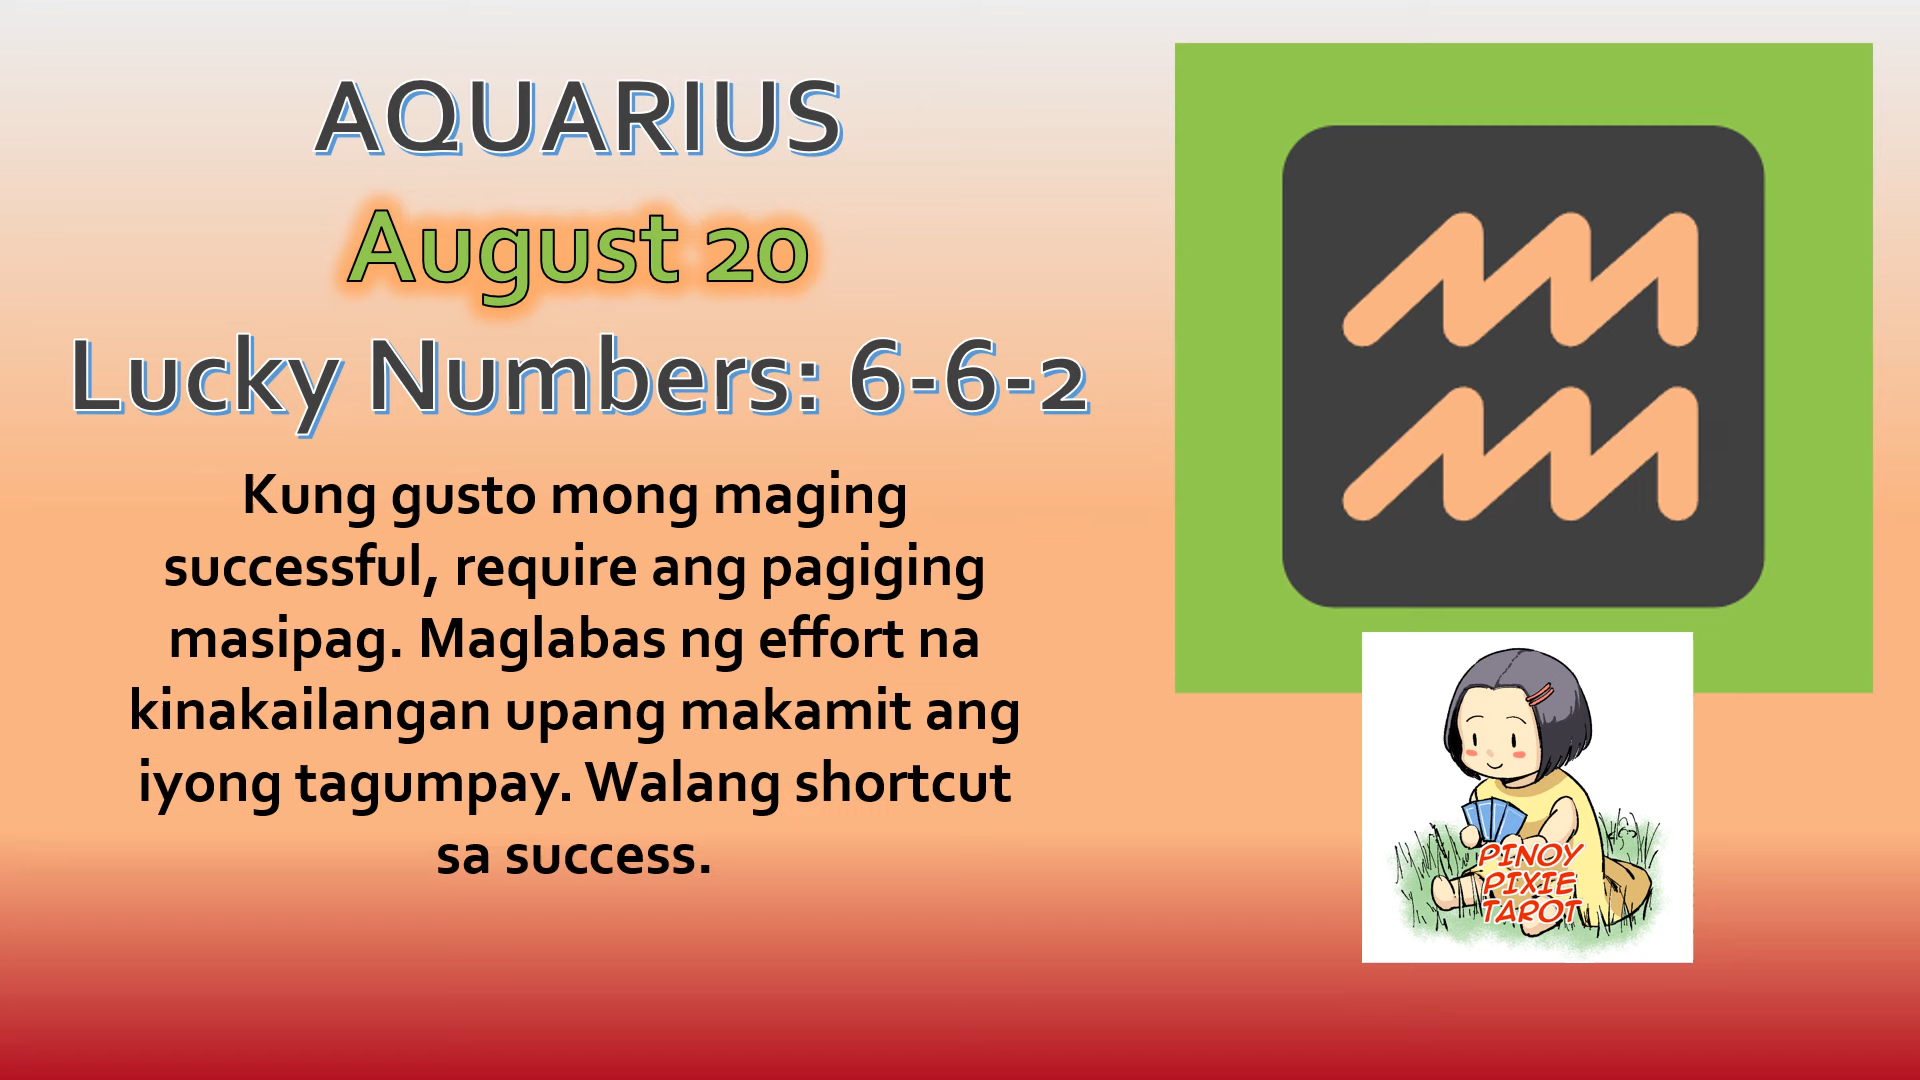 AQUARIUS
August 20
Lucky Numbers: 6-6-2
Kung gusto mong maging
successful, require ang pagiging
masipag. Maglabas ng effort na
kinakailangan upang makamit ang
iyong tagumpay. Walang shortcut
sa success.
PINOY
PIXIE
TAROT